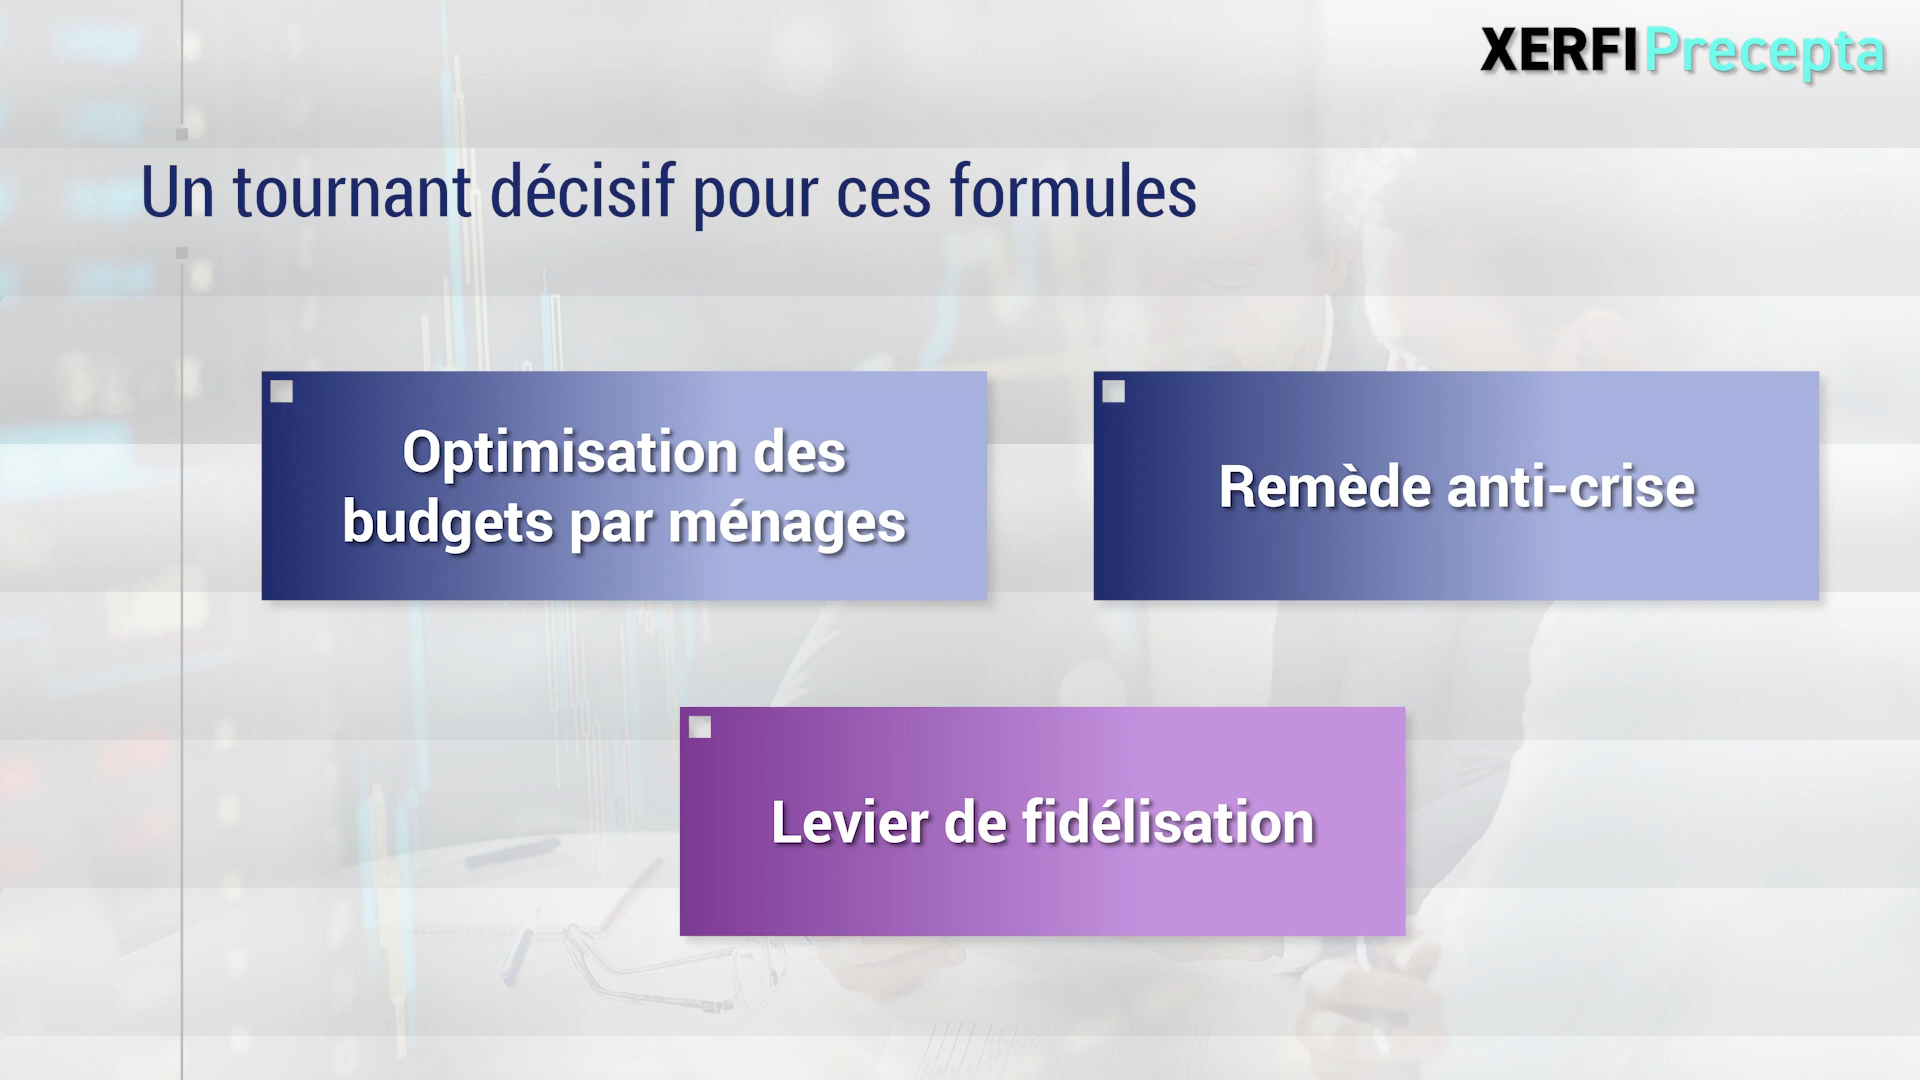 XERFI Precepta
Un tournant décisif pour ces formules
Optimisation des
budgets par ménages
Remède anti-crise
Levier de fidélisation